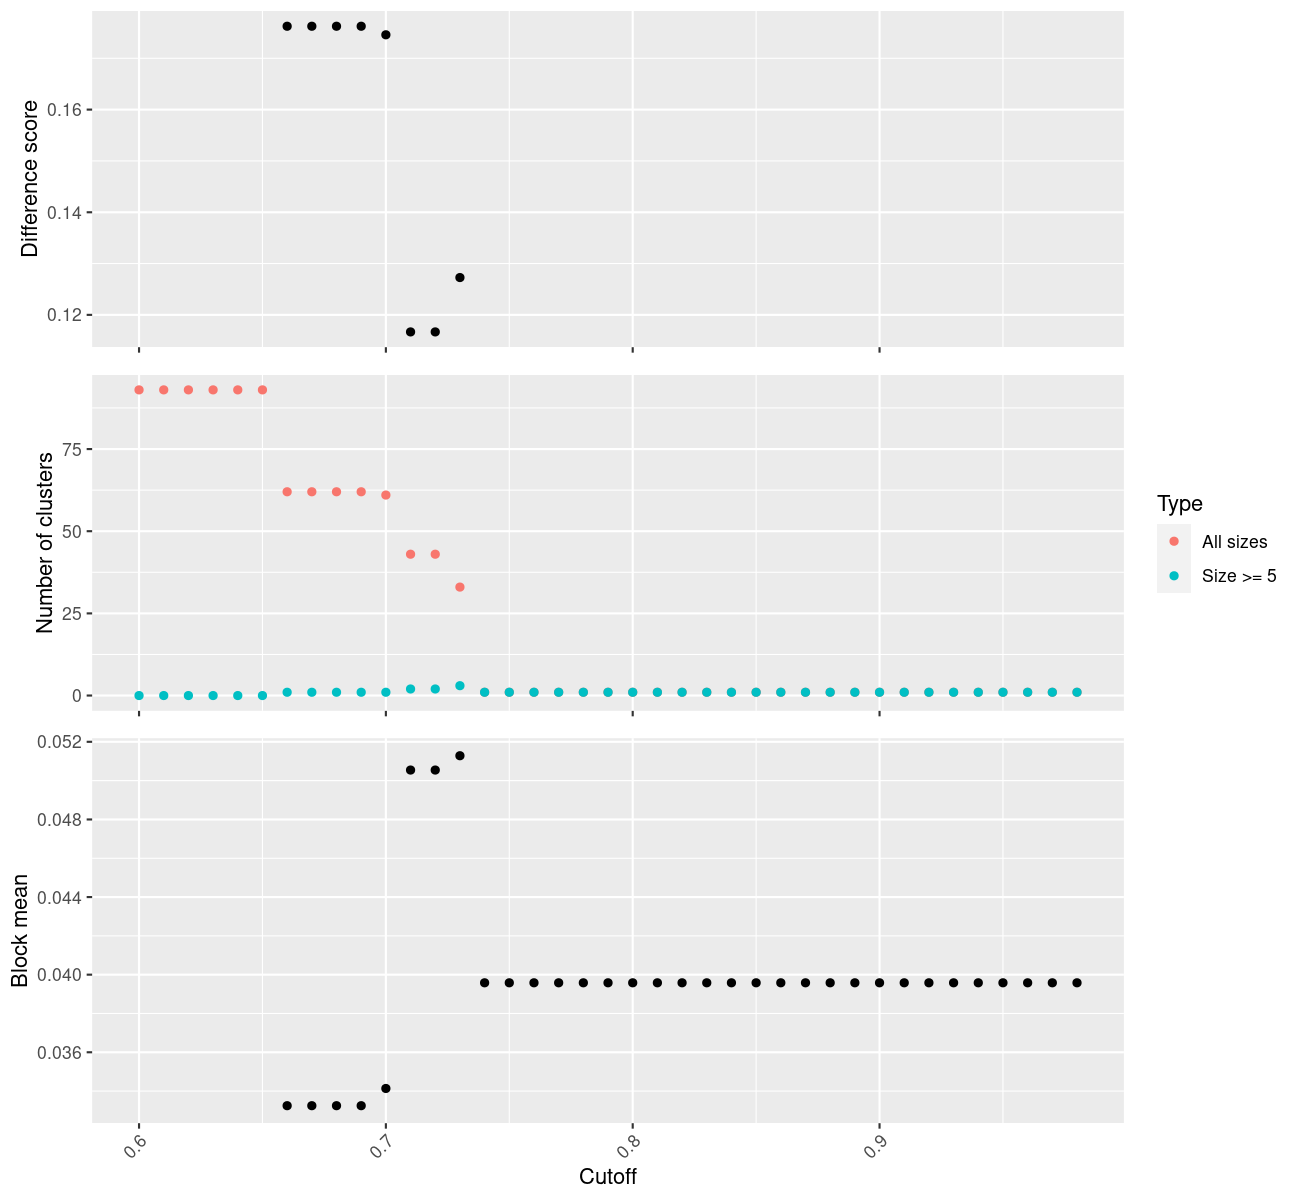 Difference score
0.16
0.14
0.12
Number of clusters
75
50
25
0
Type
All sizes
Size >= 5
Block mean
0.052
0.048
0.044
0.040
0.036
0.6
0.7
0.8
0.9
Cutoff